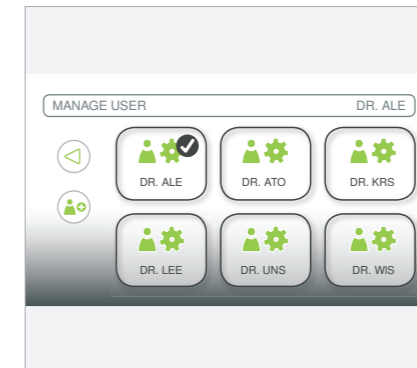 MANAGE USER DR. ALE
DR. ALE DR. ATO DR. KRS
DR. LEE DR. UNS DR. WIS